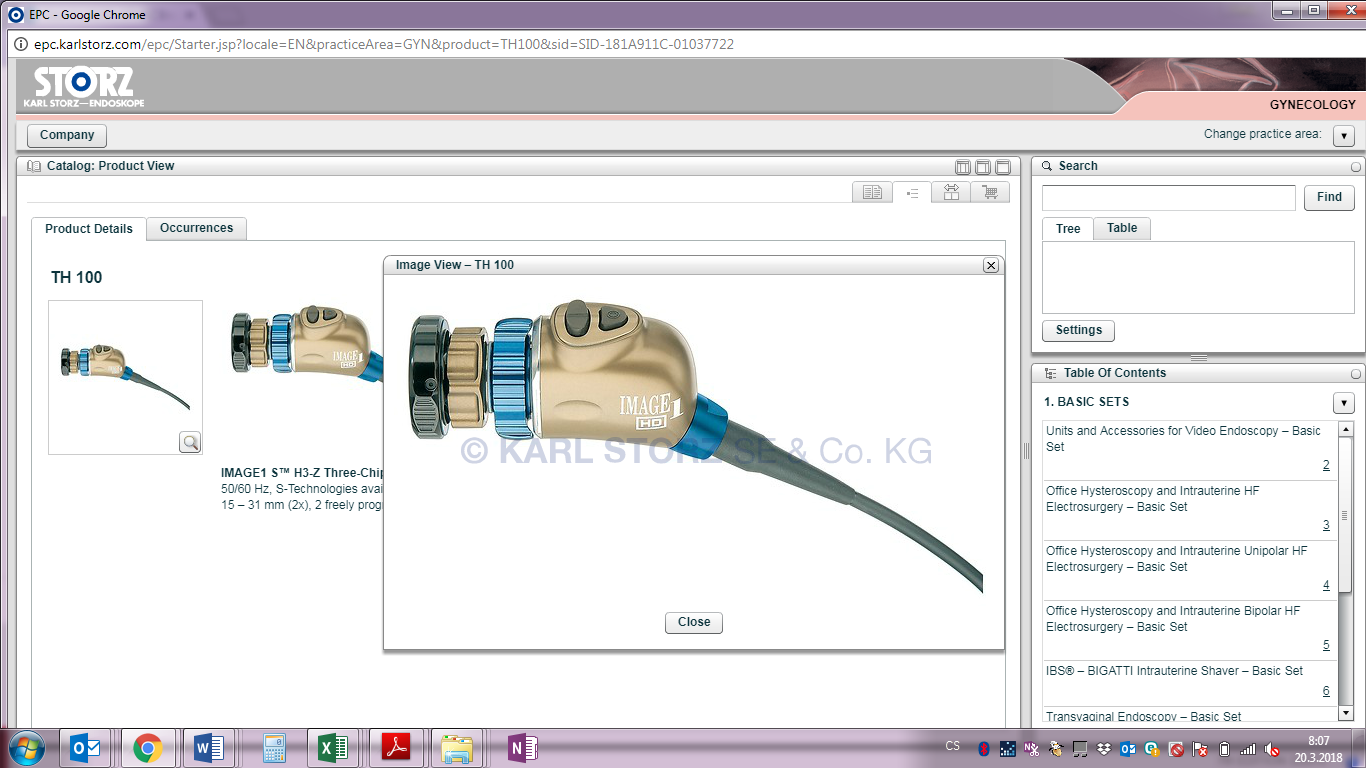 EPC - Google Chrome
epc.karlstorz.com/epc/Starter.jsp?locale=EN&practiceArea=GYN&product=TH100&sid=SID-181A911C-01037722
STORZ
KARL STORZ—ENDOSKOPE
GYNECOLOGY
Company
Change practice area:
Catalog: Product View
Product Details
Occurrences
TH 100
IMAGE1
HD
IMAGE1 S™ H3-Z Three-Chip
50/60 Hz, S-Technologies avai
15 – 31 mm (2x), 2 freely prog
Image View – TH 100
IMAGE1
HD
© KARL STORZ SE & Co. KG
Close
Search
Find
Tree
Table
Settings
Table Of Contents
1. BASIC SETS
Units and Accessories for Video Endoscopy – Basic
Set
2
Office Hysteroscopy and Intrauterine HF
Electrosurgery – Basic Set
3
Office Hysteroscopy and Intrauterine Unipolar HF
Electrosurgery – Basic Set
4
Office Hysteroscopy and Intrauterine Bipolar HF
Electrosurgery – Basic Set
5
IBS® – BIGATTI Intrauterine Shaver – Basic Set
6
Transvaginal Endoscopy – Basic Set
CS
8:07
20.3.2018